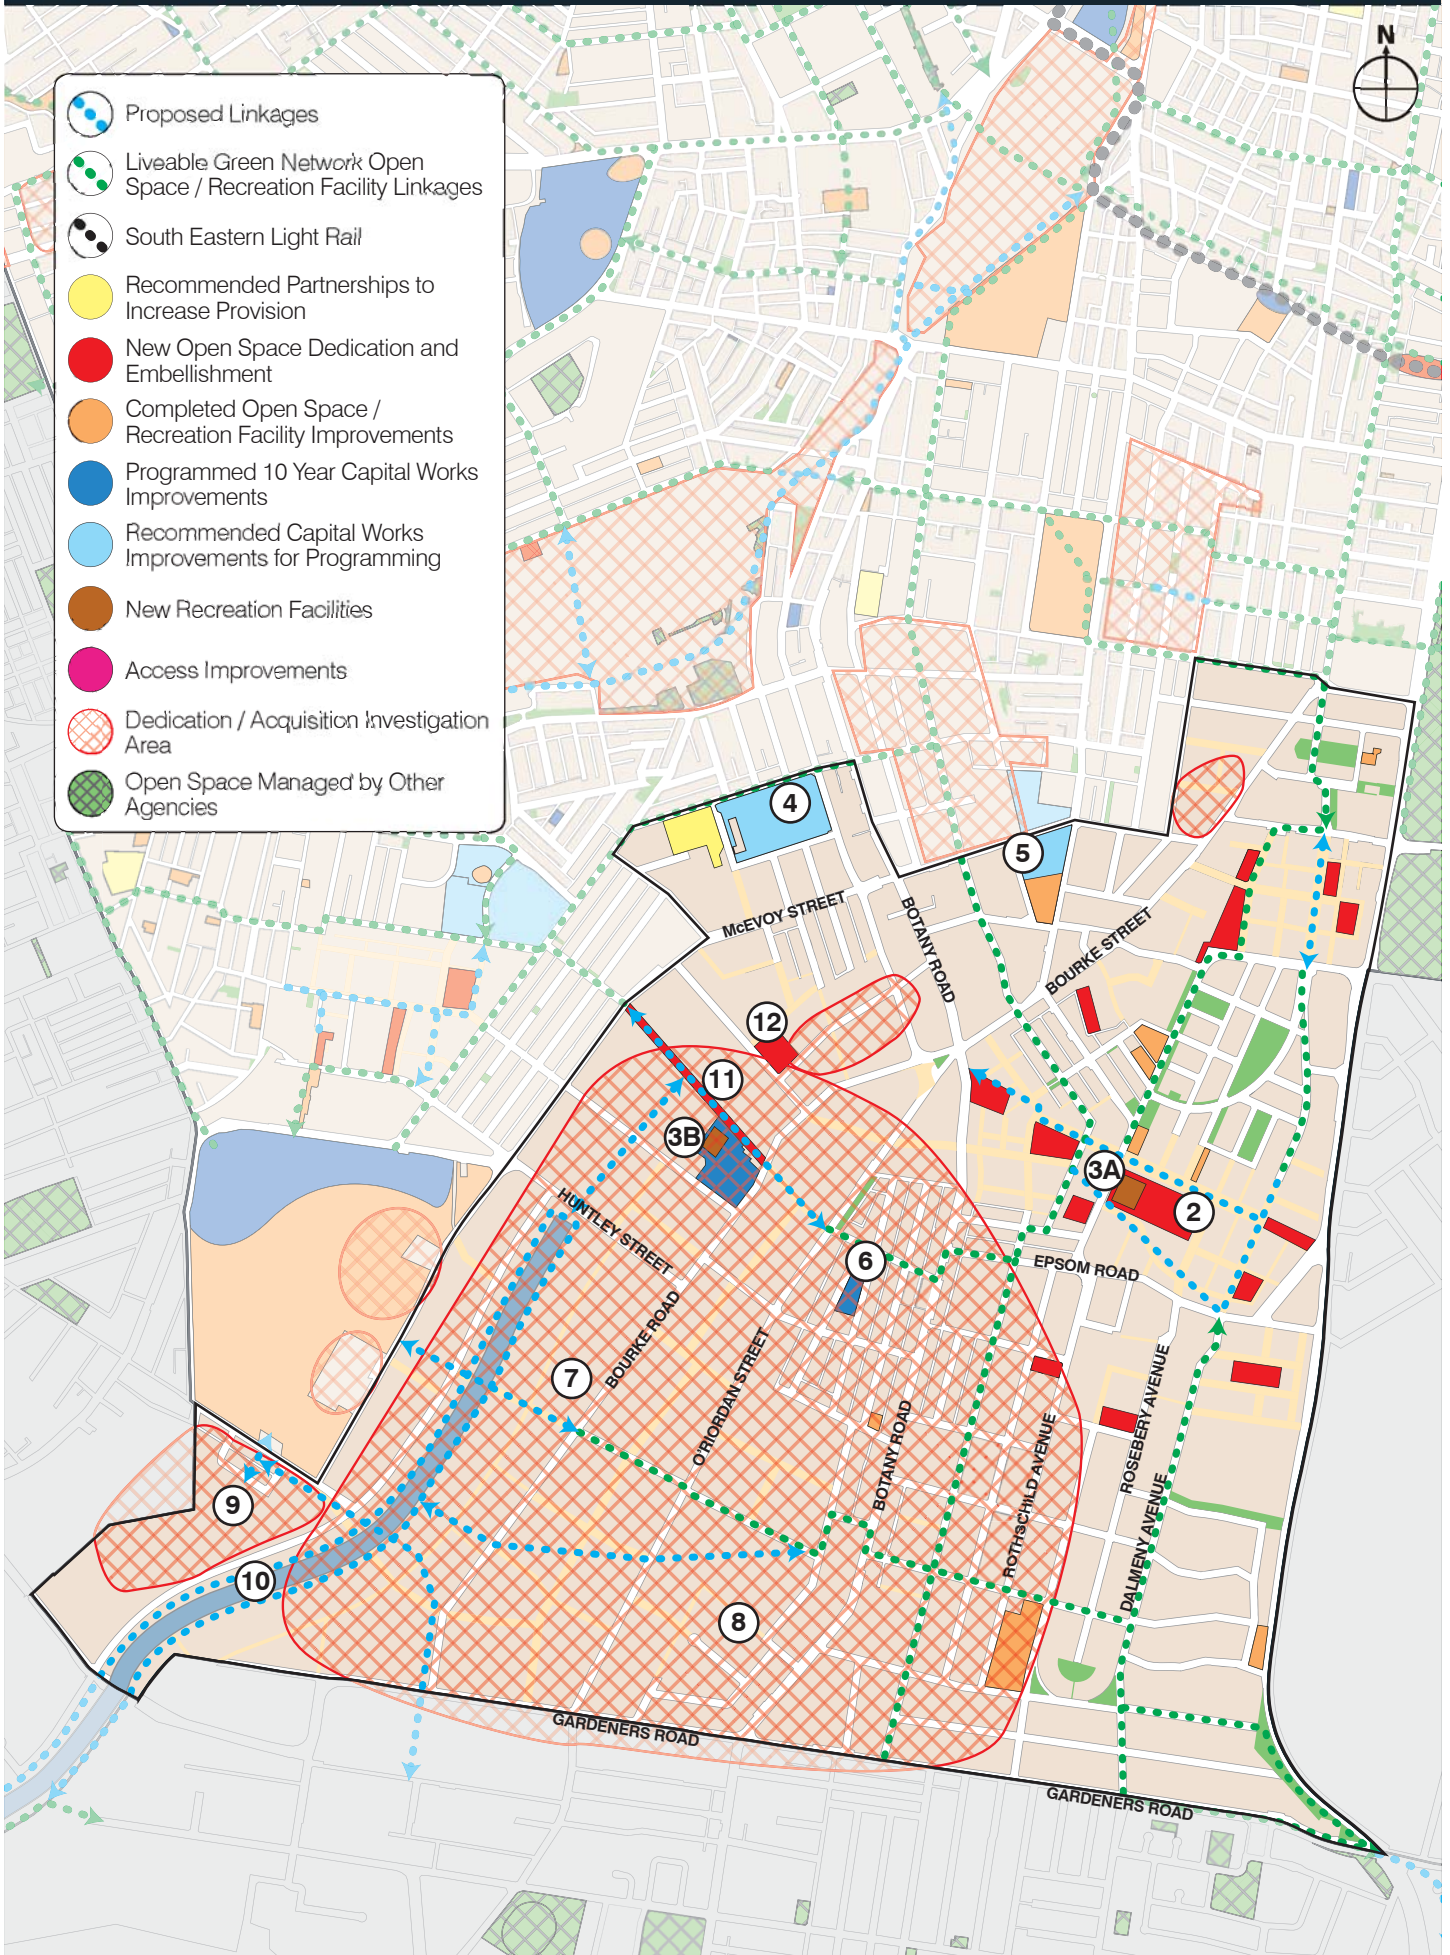 N
Proposed Linkages
Liveable Green Network Open
Space / Recreation Facility Linkages
South Eastern Light Rail
Recommended Partnerships to
Increase Provision
New Open Space Dedication and
Embellishment
Completed Open Space /
Recreation Facility Improvements
Programmed 10 Year Capital Works
Improvements
Recommended Capital Works
Improvements for Programming
New Recreation Facilities
Access Improvements
Dedication / Acquisition Investigation
Area
Open Space Managed by Other
Agencies
4
5
McEVOY STREET
BOTANY ROAD
BOURKE STREET
12
11
3B
3A
2
HUNTLEY STREET
6
EPSOM ROAD
BOURKE ROAD
7
O'RIORDAN STREET
BOTANY ROAD
ROTHSCHILD AVENUE
ROSEBERY AVENUE
DALMENY AVENUE
9
10
8
GARDENERS ROAD
GARDENERS ROAD